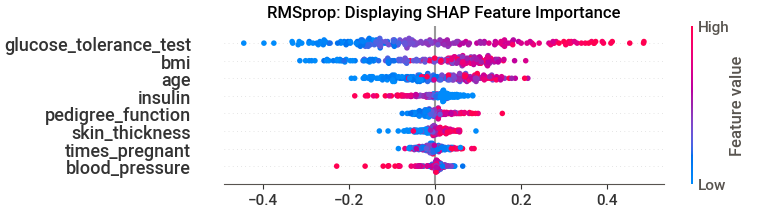 RMSprop: Displaying SHAP Feature Importance
High
glucose_tolerance_test
bmi
age
insulin
pedigree_function
skin_thickness
times_pregnant
blood_pressure
Feature value
Low
−0.4 −0.2 0.0 0.2 0.4